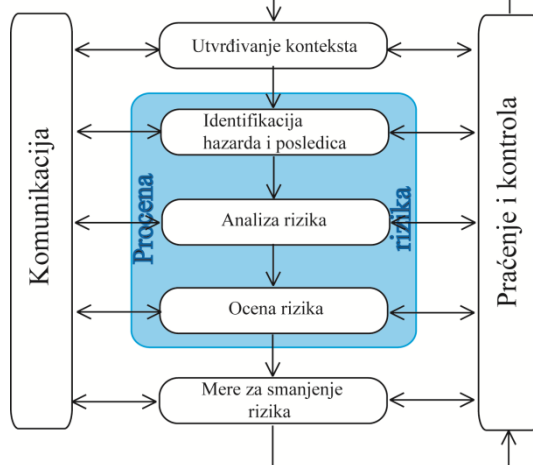 Utvrđivanje konteksta
Komunikacija
Identifikacija
hazarda i posledica
Procena
rizika
Praćenje i kontrola
Analiza rizika
Ocena rizika
Mere za smanjenje
rizika